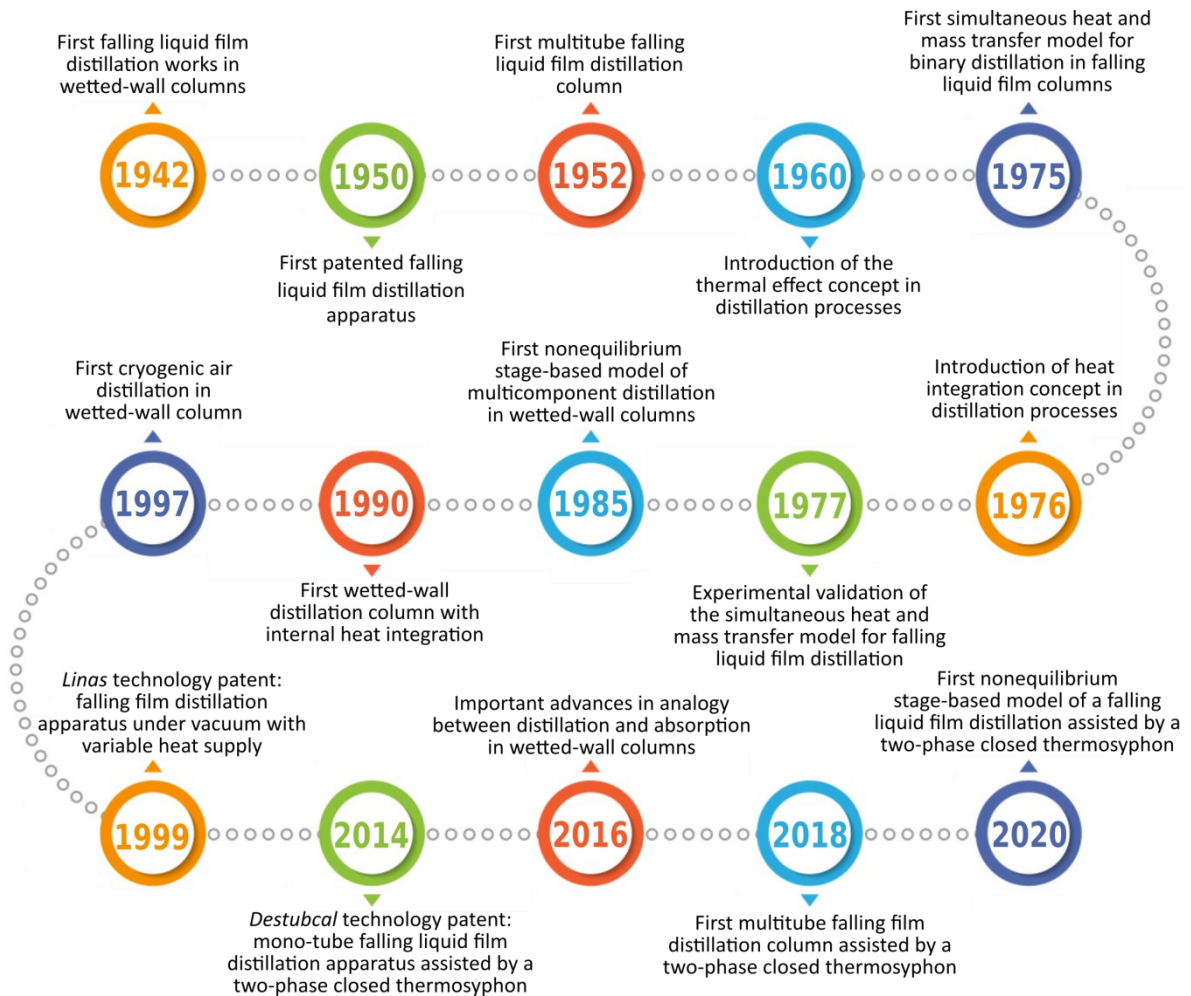 First falling liquid film
distillation works in
wetted-wall columns
1942
1950
First patented falling
liquid film distillation
apparatus
First multitube falling
liquid film distillation
column
1952
1960
Introduction of the
thermal effect concept in
distillation processes
First simultaneous heat and
mass transfer model for
binary distillation in falling
liquid film columns
1975
Introduction of heat
integration concept in
distillation processes
1976
1977
Experimental validation of
the simultaneous heat and
mass transfer model for falling
liquid film distillation
First nonequilibrium
stage-based model of
multicomponent distillation
in wetted-wall columns
1985
1990
First wetted-wall
distillation column with
internal heat integration
First cryogenic air
distillation in
wetted-wall column
1997
Linas technology patent:
falling film distillation
apparatus under vacuum with
variable heat supply
1999
2014
Destubcal technology patent:
mono-tube falling liquid film
distillation apparatus assisted by a
two-phase closed thermosyphon
Important advances in analogy
between distillation and absorption
in wetted-wall columns
2016
2018
First multitube falling film
distillation column assisted by a
two-phase closed thermosyphon
First nonequilibrium
stage-based model of a falling
liquid film distillation assisted by a
two-phase closed thermosyphon
2020